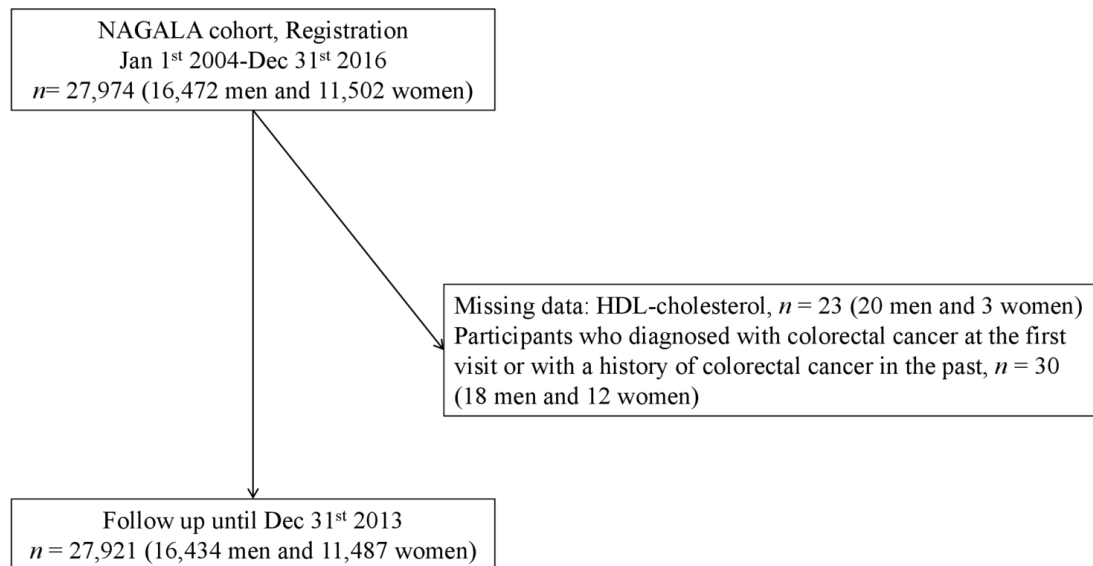 NAGALA cohort, Registration
Jan 1st 2004-Dec 31st 2016
n= 27,974 (16,472 men and 11,502 women)
Missing data: HDL-cholesterol, n = 23 (20 men and 3 women)
Participants who diagnosed with colorectal cancer at the first
visit or with a history of colorectal cancer in the past, n = 30
(18 men and 12 women)
Follow up until Dec 31st 2013
n = 27,921 (16,434 men and 11,487 women)